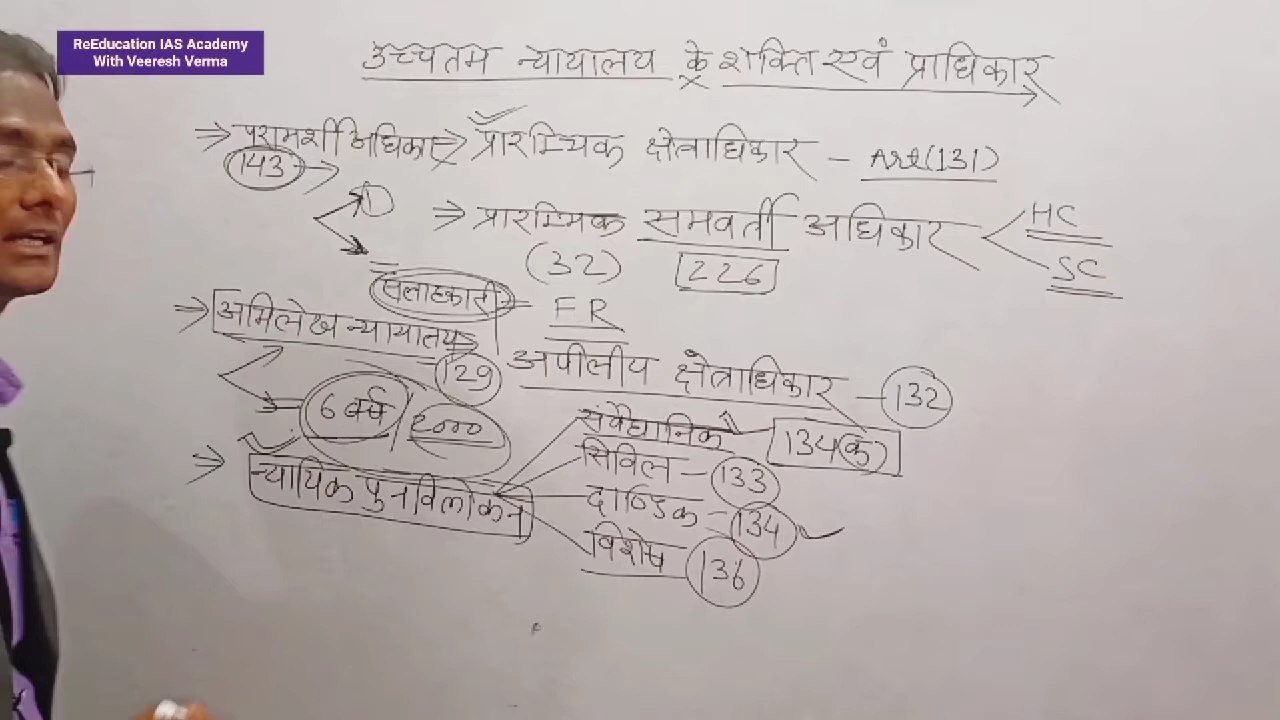 ReEducation IAS Academy
With Veeresh Verma
उच्चतम न्यायालय के शक्ति एवं प्राधिकार
⇒ परामर्शी अधिकार ⇒ प्रारम्भिक क्षेत्राधिकार – Art(131)
143 →
1
⇒ प्रारम्भिक समवर्ती अधिकार HC
(32) 226 SC
सलाहकारी = FR
⇒ अभिलेख न्यायालय
129
अपीलीय क्षेत्राधिकार – 132
6 वर्ष / 2000
संवैधानिक 134(क)
सिविल – 133
⇒ न्यायिक पुनर्विलोकन
दाण्डिक – 134
विशेष 136